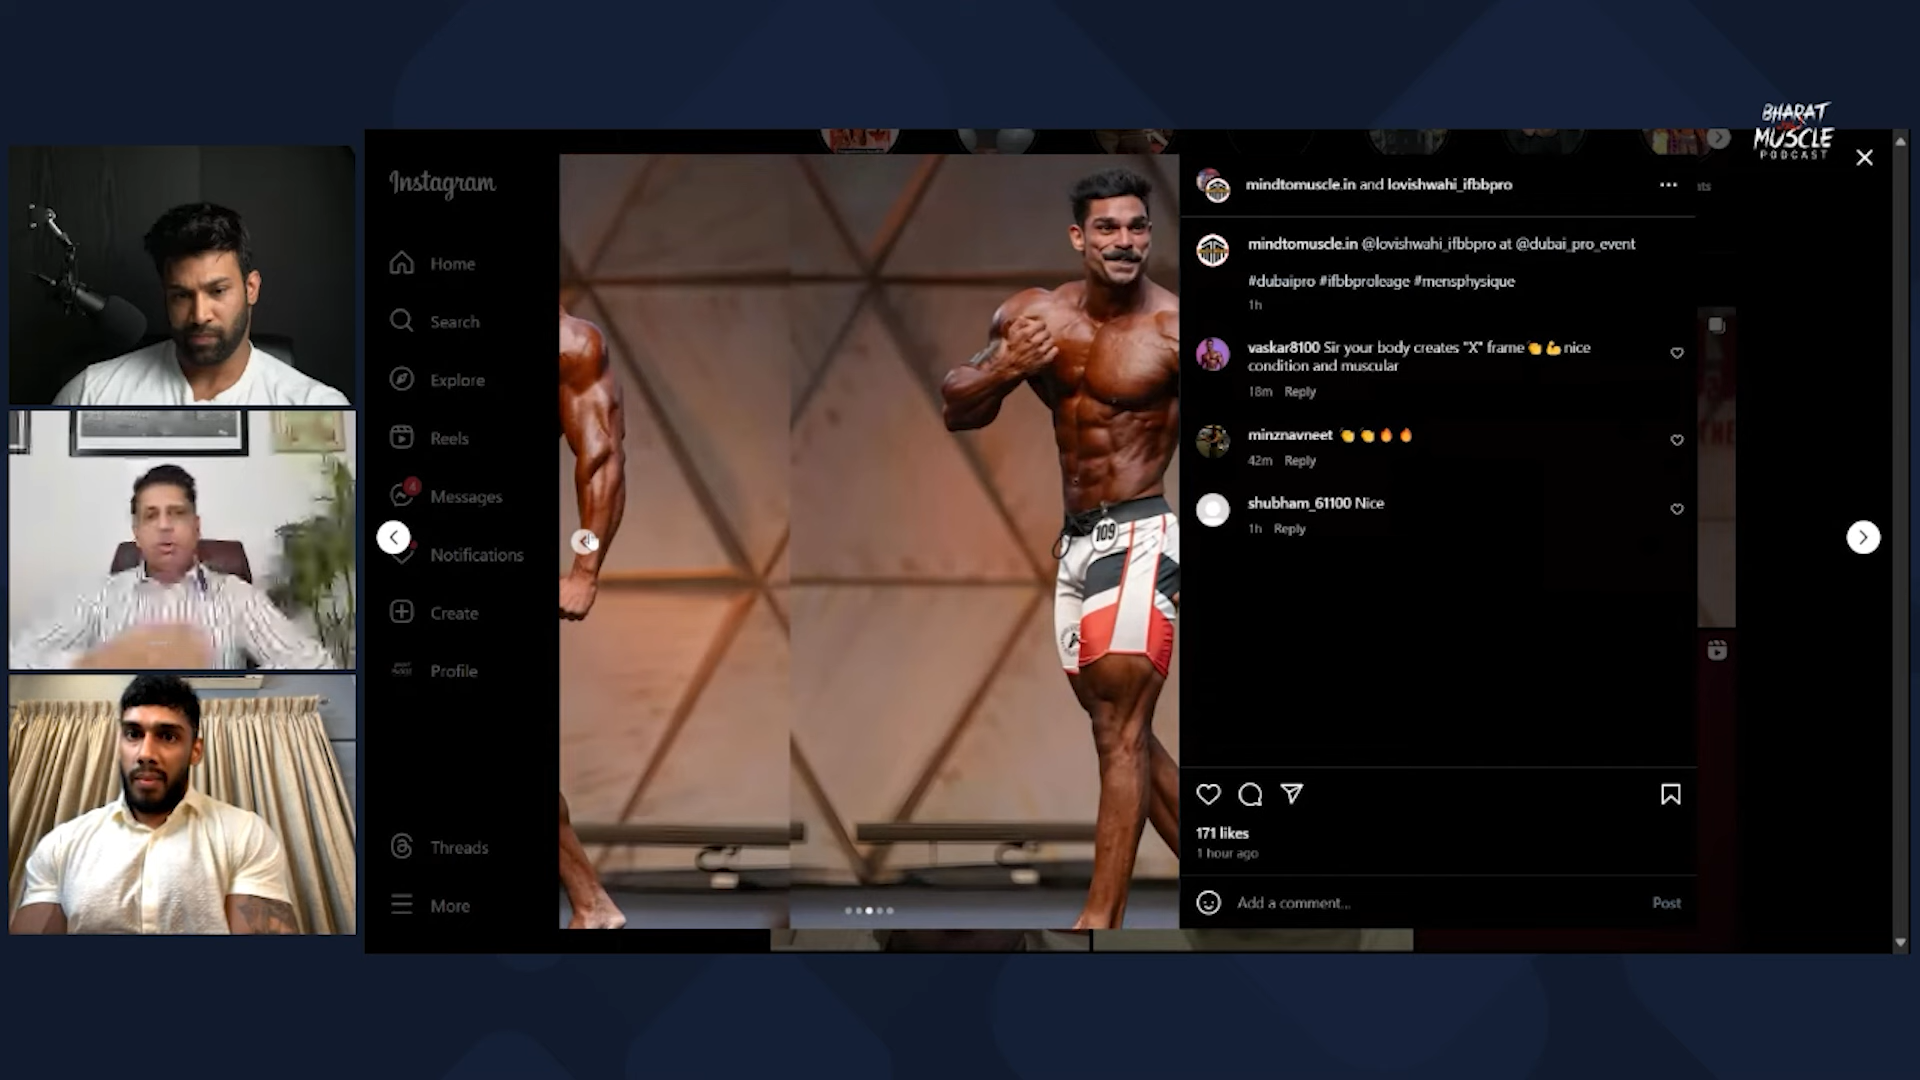 BHARAT
MUSCLE
PODCAST
Instagram
Home
Search
Explore
Reels
4
Messages
Notifications
Create
Profile
Threads
More
109
mindtomuscle.in and lovishwahi_ifbbpro
mindtomuscle.in @lovishwahi_ifbbpro at @dubai_pro_event
#dubaipro #ifbbproleage #mensphysique
1h
vaskar8100 Sir your body creates "X" frame👏💪nice
condition and muscular
18m Reply
minznavneet 👏👏🔥🔥
42m Reply
shubham_61100 Nice
1h Reply
171 likes
1 hour ago
Add a comment...
Post